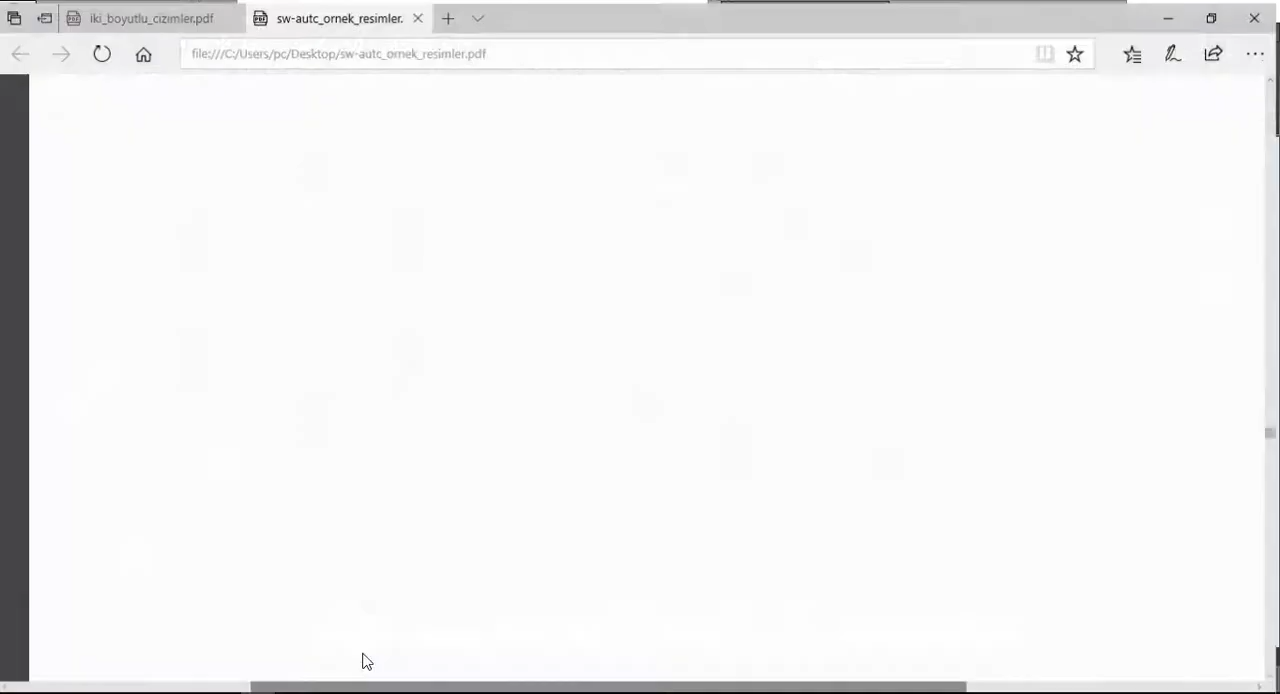 iki_boyutlu_cizimler.pdf
sw-autc_ornek_resimler.
file:///C:/Users/pc/Desktop/sw-autc_ornek_resimler.pdf